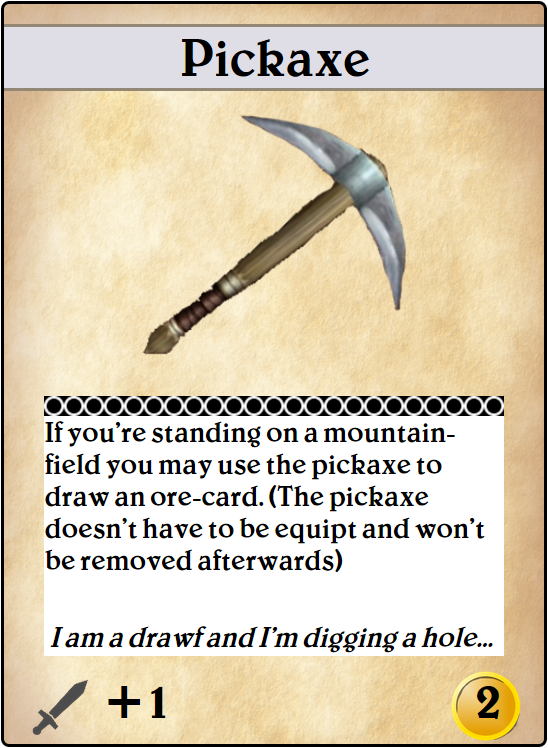 Pickaxe
If you're standing on a mountain-
field you may use the pickaxe to
draw an ore-card. (The pickaxe
doesn't have to be equipt and won't
be removed afterwards)
I am a drawf and I'm digging a hole...
+1
2